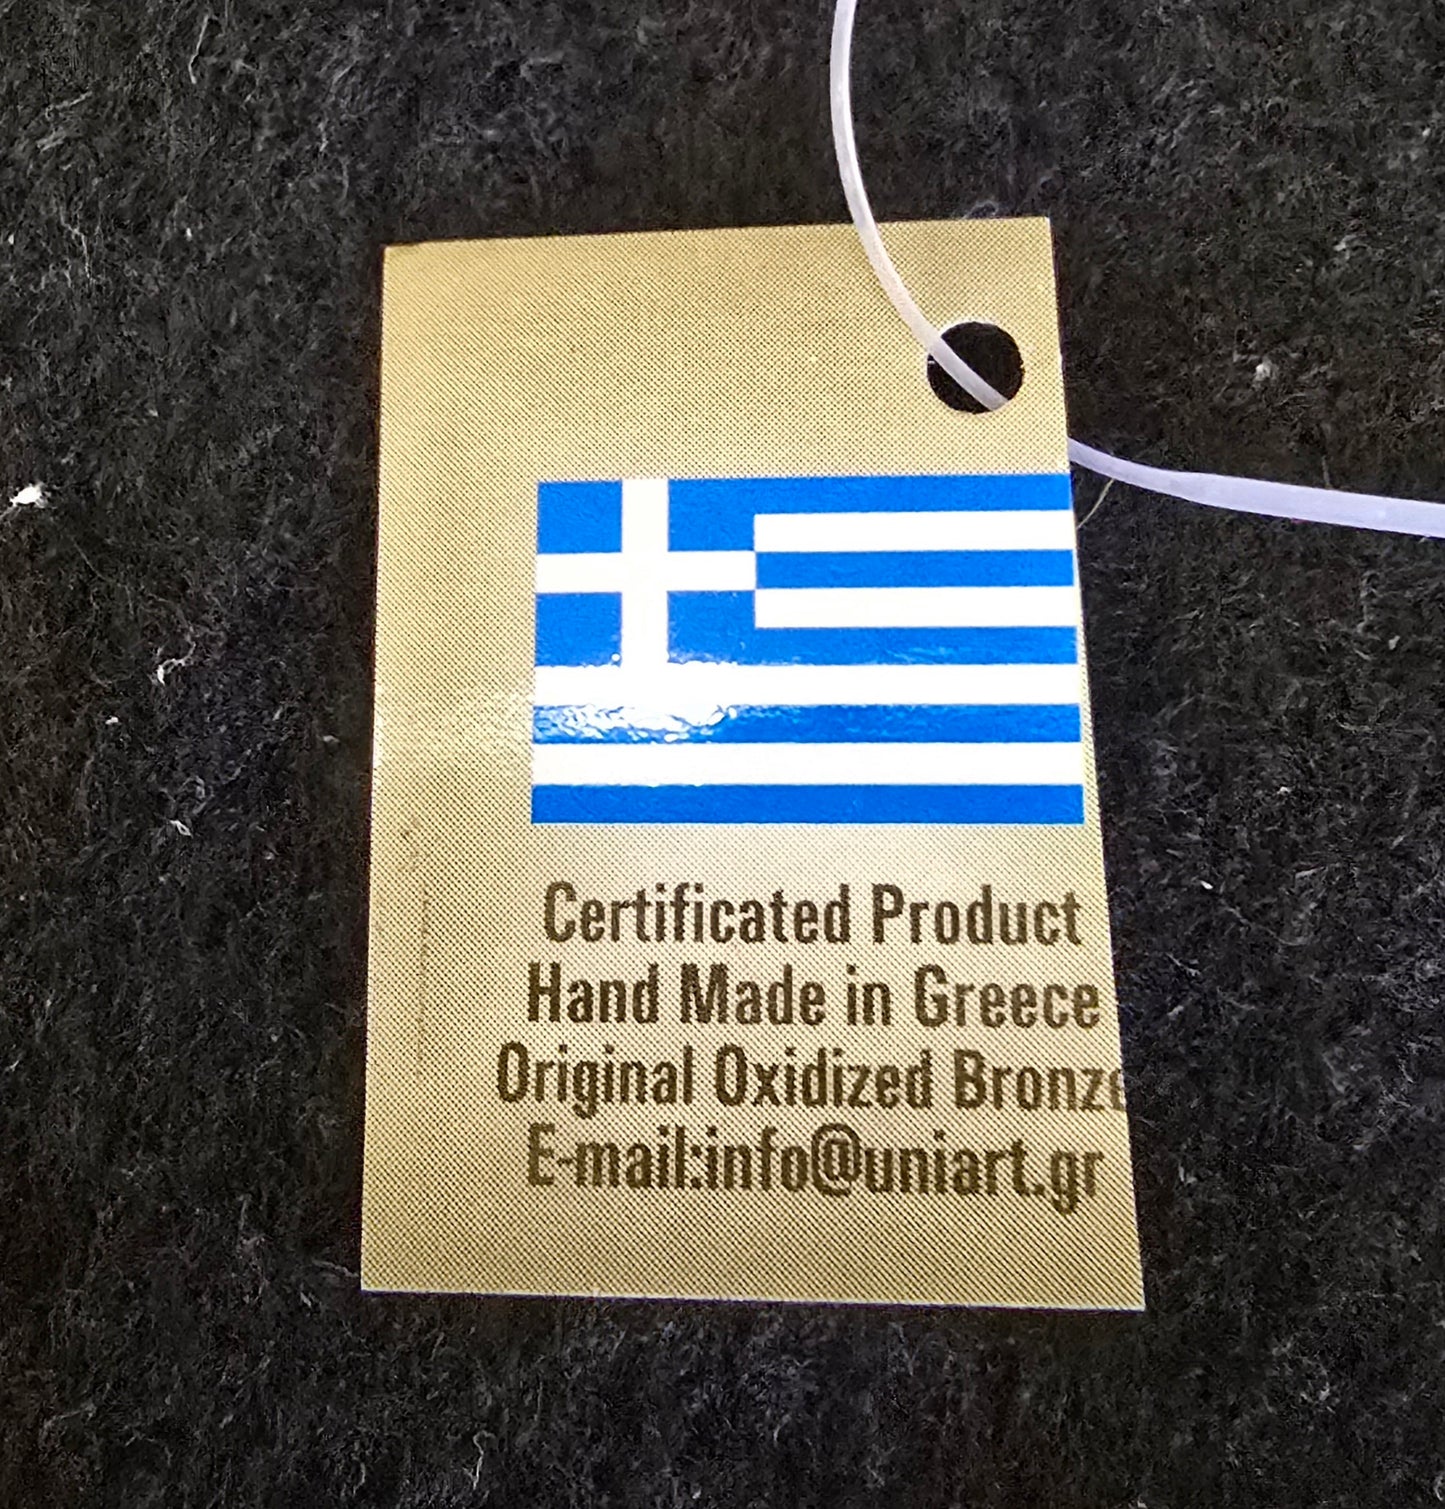 Certificated Product
Hand Made in Greece
Original Oxidized Bronze
E-mail:info@uniart.gr